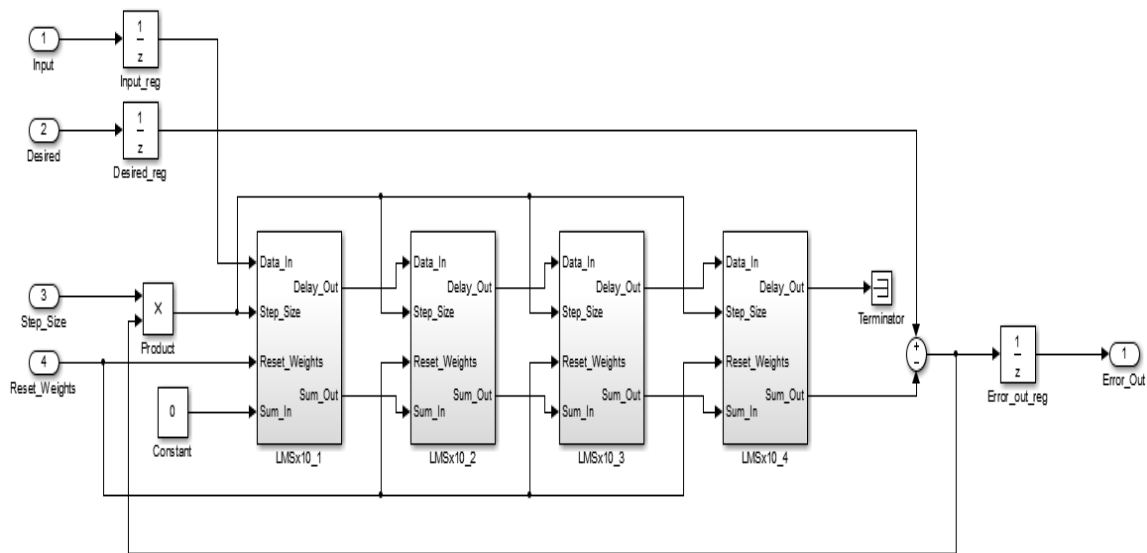 1
Input
1
z
Input_reg
2
Desired
1
z
Desired_reg
3
Step_Size
×
Product
4
Reset_Weights
0
Constant
Data_In
Delay_Out
Step_Size
Reset_Weights
Sum_Out
Sum_In
LMSx10_1
Data_In
Delay_Out
Step_Size
Reset_Weights
Sum_Out
Sum_In
LMSx10_2
Data_In
Delay_Out
Step_Size
Reset_Weights
Sum_Out
Sum_In
LMSx10_3
Data_In
Delay_Out
Step_Size
Reset_Weights
Sum_Out
Sum_In
LMSx10_4
Terminator
+
−
1
z
Error_out_reg
1
Error_Out